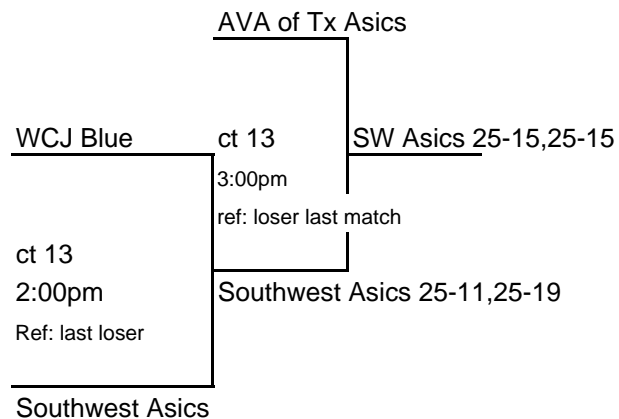 AVA of Tx Asics
WCJ Blue
ct 13
SW Asics 25-15,25-15
3:00pm
ref: loser last match
ct 13
2:00pm
Southwest Asics 25-11,25-19
Ref: last loser
Southwest Asics